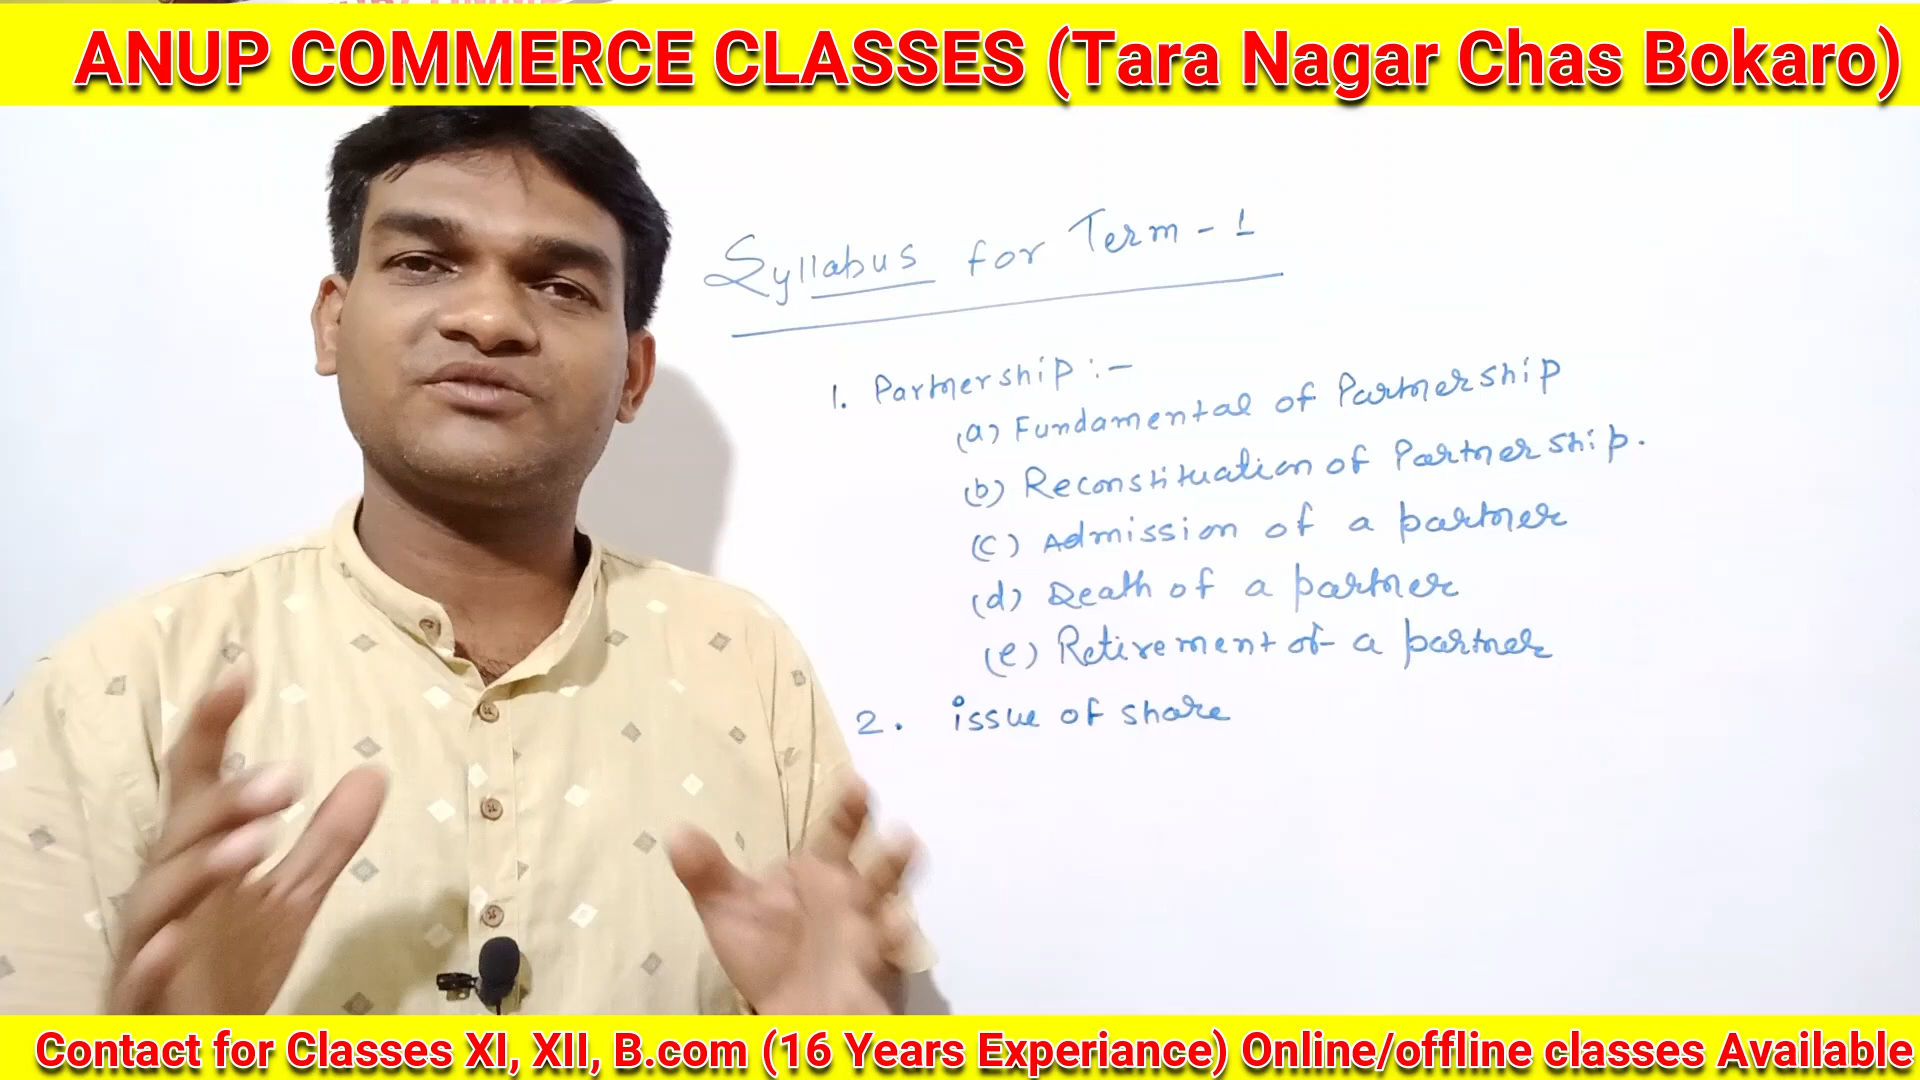 ANUP COMMERCE CLASSES (Tara Nagar Chas Bokaro)
Syllabus for Term - 1
1. Partnership :-
(a) Fundamental of Partnership
(b) Reconstituation of Partnership.
(c) Admission of a partner
(d) Death of a partner
(e) Retirement of a partner
2. issue of share
Contact for Classes XI, XII, B.com (16 Years Experiance) Online/offline classes Available